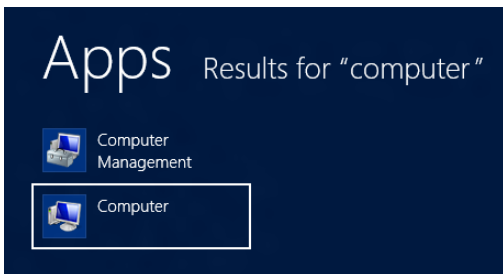 Apps Results for “computer”
Computer
Management
Computer